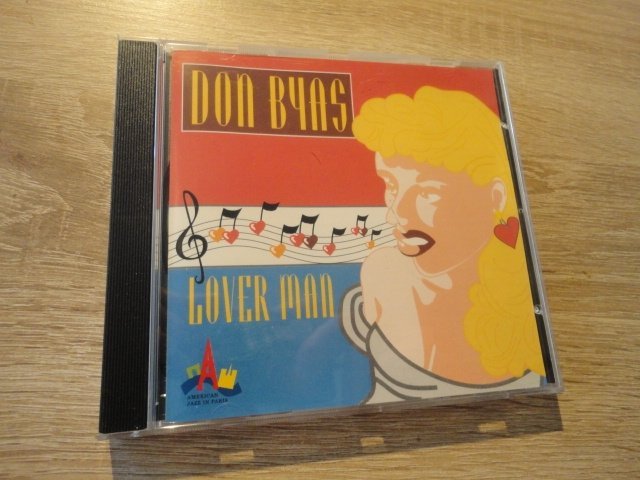 DON BYAS
LOVER MAN
AMERICAN
JAZZ IN PARIS